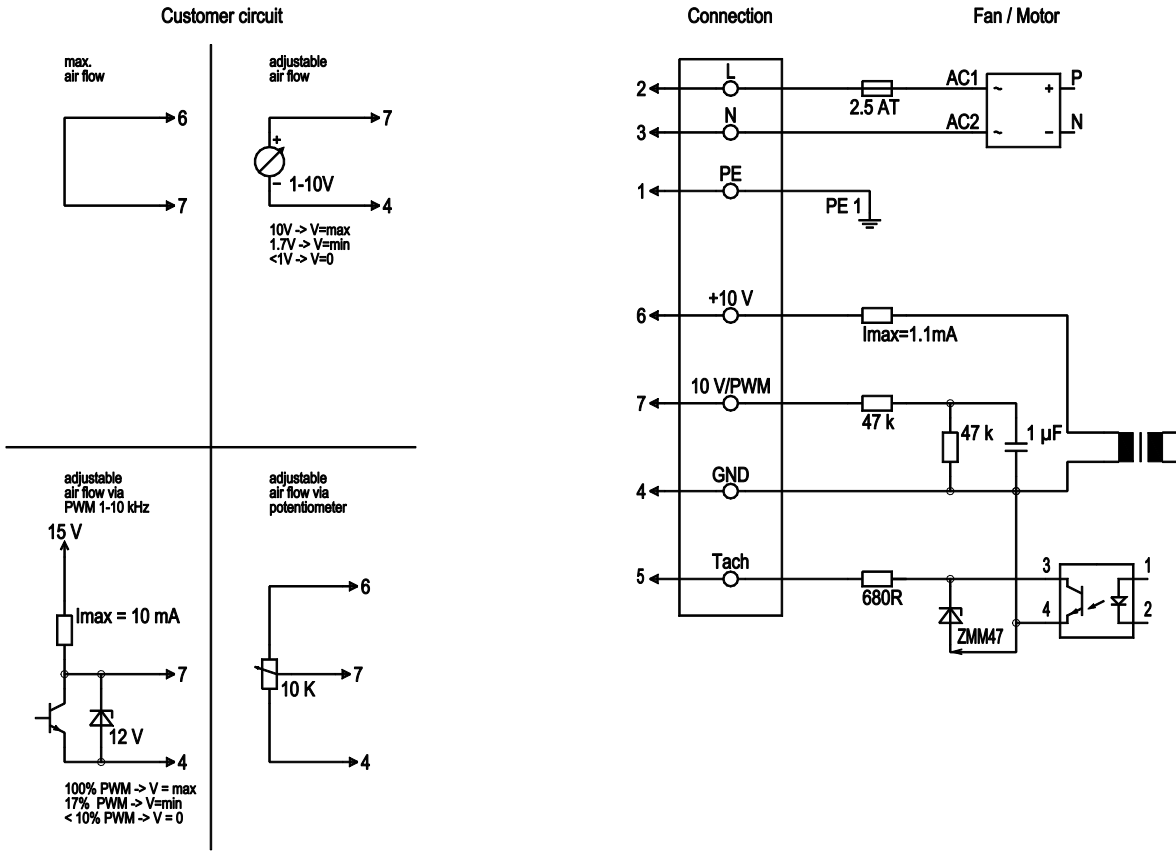 Customer circuit
max.
air flow
6
7
adjustable
air flow
7
+
− 1-10V
4
10V -> V=max
1.7V -> V=min
<1V -> V=0
adjustable
air flow via
PWM 1-10 kHz
15 V
Imax = 10 mA
7
12 V
4
100% PWM -> V = max
17% PWM -> V=min
< 10% PWM -> V = 0
adjustable
air flow via
potentiometer
6
7
10 K
4
Connection
Fan / Motor
2
L
2.5 AT
AC1
~
+
P
3
N
AC2
~
−
N
1
PE
PE 1
6
+10 V
Imax=1.1mA
7
10 V/PWM
47 k
47 k
1 µF
4
GND
5
Tach
680R
ZMM47
3
4
1
2